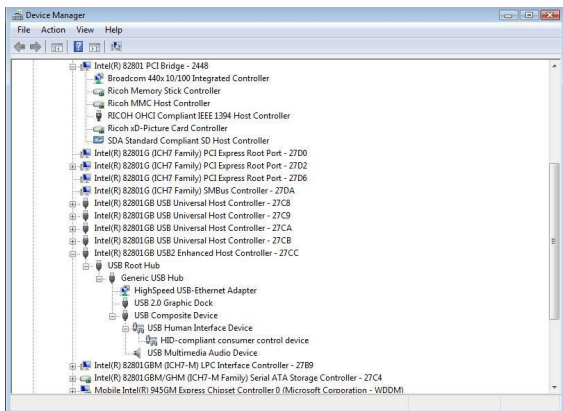 Device Manager
File Action View Help
Intel(R) 82801 PCI Bridge - 2448
Broadcom 440x 10/100 Integrated Controller
Ricoh Memory Stick Controller
Ricoh MMC Host Controller
RICOH OHCI Compliant IEEE 1394 Host Controller
Ricoh xD-Picture Card Controller
SDA Standard Compliant SD Host Controller
Intel(R) 82801G (ICH7 Family) PCI Express Root Port - 27D0
Intel(R) 82801G (ICH7 Family) PCI Express Root Port - 27D2
Intel(R) 82801G (ICH7 Family) PCI Express Root Port - 27D6
Intel(R) 82801G (ICH7 Family) SMBus Controller - 27DA
Intel(R) 82801GB USB Universal Host Controller - 27C8
Intel(R) 82801GB USB Universal Host Controller - 27C9
Intel(R) 82801GB USB Universal Host Controller - 27CA
Intel(R) 82801GB USB Universal Host Controller - 27CB
Intel(R) 82801GB USB2 Enhanced Host Controller - 27CC
USB Root Hub
Generic USB Hub
HighSpeed USB-Ethernet Adapter
USB 2.0 Graphic Dock
USB Composite Device
USB Human Interface Device
HID-compliant consumer control device
USB Multimedia Audio Device
Intel(R) 82801GBM (ICH7-M) LPC Interface Controller - 27B9
Intel(R) 82801GBM/GHM (ICH7-M Family) Serial ATA Storage Controller - 27C4
Mobile Intel(R) 945GM Express Chipset Controller 0 (Microsoft Corporation - WDDM)